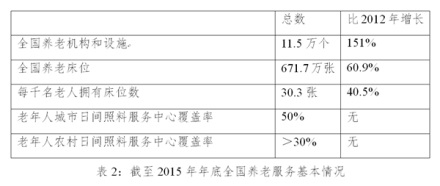 总数 比 2012 年增长
全国养老机构和设施 11.5 万个 151%
全国养老床位 671.7 万张 60.9%
每千名老人拥有床位数 30.3 张 40.5%
老年人城市日间照料服务中心覆盖率 50% 无
老年人农村日间照料服务中心覆盖率 ＞30% 无
表 2：截至 2015 年年底全国养老服务基本情况